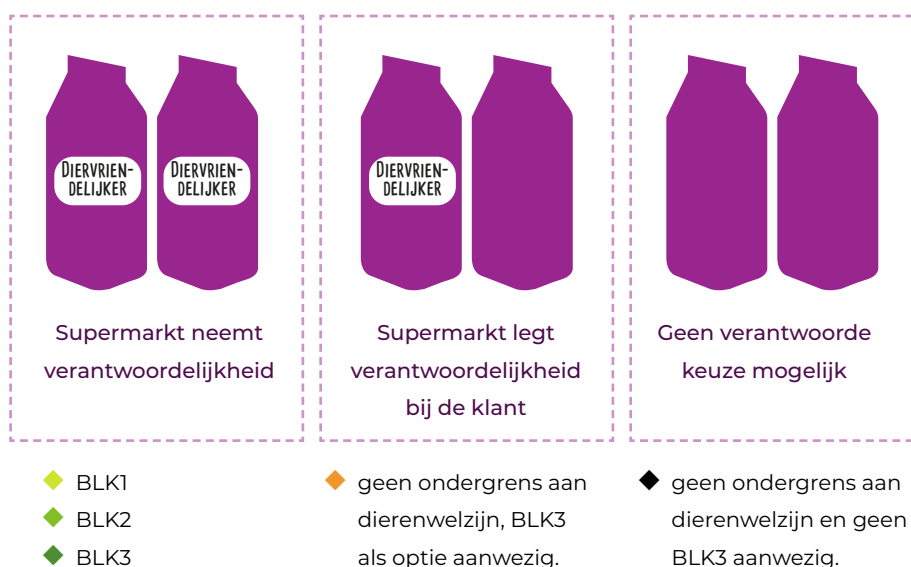 DIERVRIEN-
DELIJKER
DIERVRIEN-
DELIJKER
Supermarkt neemt
verantwoordelijkheid
BLK1
BLK2
BLK3
DIERVRIEN-
DELIJKER
Supermarkt legt
verantwoordelijkheid
bij de klant
geen ondergrens aan
dierenwelzijn, BLK3
als optie aanwezig.
Geen verantwoorde
keuze mogelijk
geen ondergrens aan
dierenwelzijn en geen
BLK3 aanwezig.